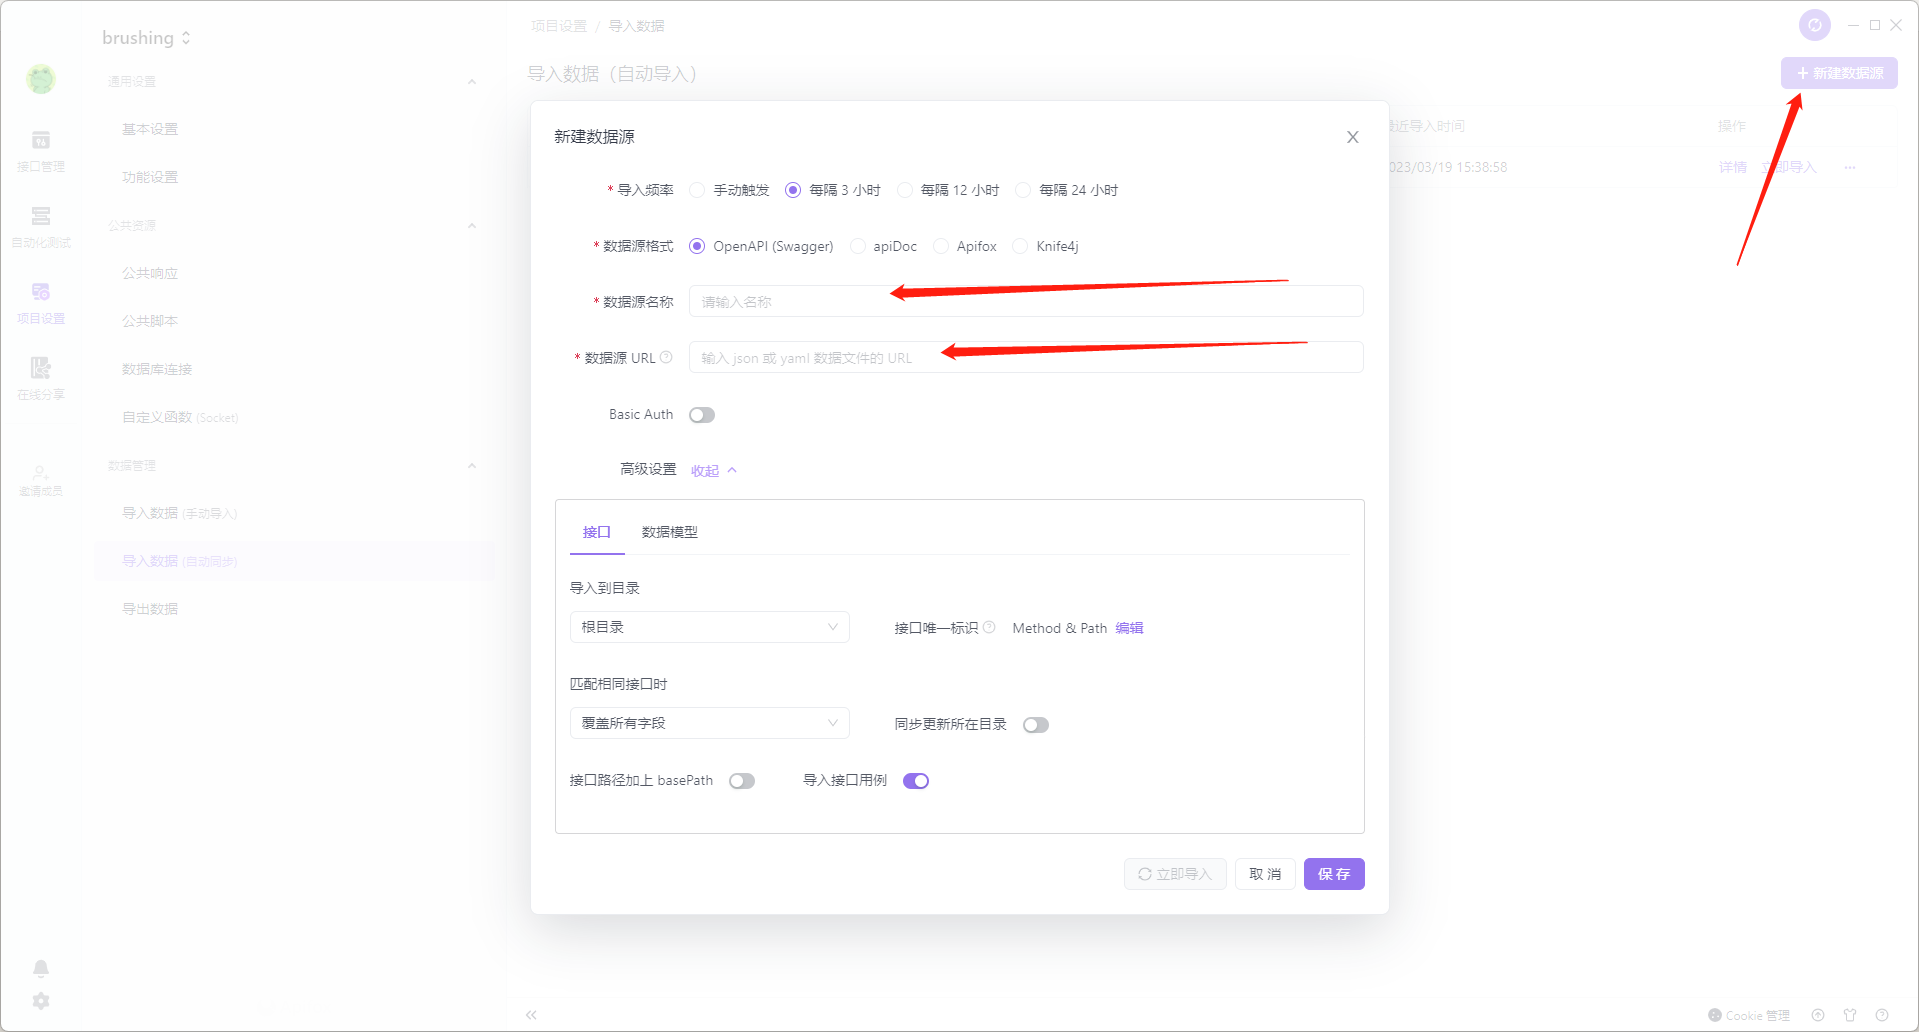 brushing
通用设置
基本设置
功能设置
公共资源
公共响应
公共脚本
数据库连接
自定义函数 (Socket)
数据管理
导入数据 (手动导入)
导入数据 (自动同步)
导出数据
接口管理
自动化测试
项目设置
在线分享
邀请成员
项目设置 / 导入数据
导入数据（自动导入）
+ 新建数据源
最近导入时间 操作
023/03/19 15:38:58 详情 立即导入 ···
新建数据源
* 导入频率 手动触发 每隔 3 小时 每隔 12 小时 每隔 24 小时
* 数据源格式 OpenAPI (Swagger) apiDoc Apifox Knife4j
* 数据源名称 请输入名称
* 数据源 URL 输入 json 或 yaml 数据文件的 URL
Basic Auth
高级设置 收起
接口 数据模型
导入到目录
根目录 接口唯一标识 Method & Path 编辑
匹配相同接口时
覆盖所有字段 同步更新所在目录
接口路径加上 basePath 导入接口用例
立即导入 取消 保存
Cookie 管理